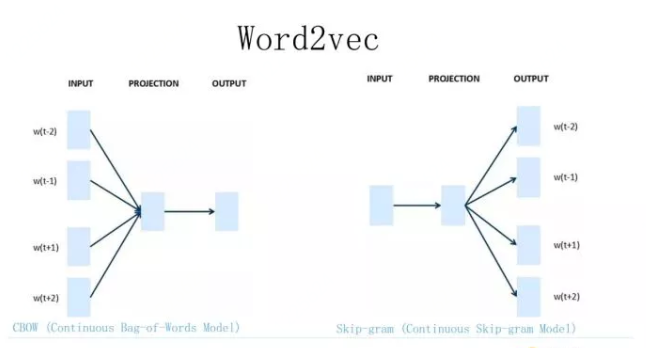 Word2vec
INPUT PROJECTION OUTPUT
w(t-2)
w(t-1)
w(t+1)
w(t+2)
CBOW (Continuous Bag-of-Words Model)
INPUT PROJECTION OUTPUT
w(t-2)
w(t-1)
w(t+1)
w(t+2)
Skip-gram (Continuous Skip-gram Model)